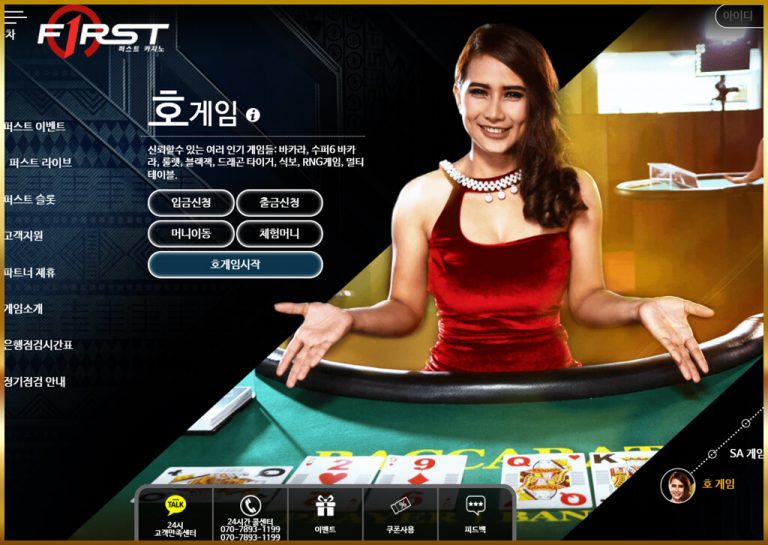 차
F1RST
퍼스트 카지노
아이디
호게임
신뢰할수 있는 여러 인기 게임들: 바카라, 수퍼6 바카
라, 룰렛, 블랙잭, 드래곤 타이거, 식보, RNG게임, 멀티
테이블.
입금신청
출금신청
머니이동
체험머니
호게임시작
퍼스트 이벤트
퍼스트 라이브
퍼스트 슬롯
고객지원
파트너 제휴
게임소개
은행점검시간표
정기점검 안내
BACCARAT
PLAYER
BAN
2
9
Q
K
SA 게임
호 게임
TALK
24시
고객만족센터
24시간 콜센터
070-7893-1199
070-7893-1199
이벤트
쿠폰사용
피드백